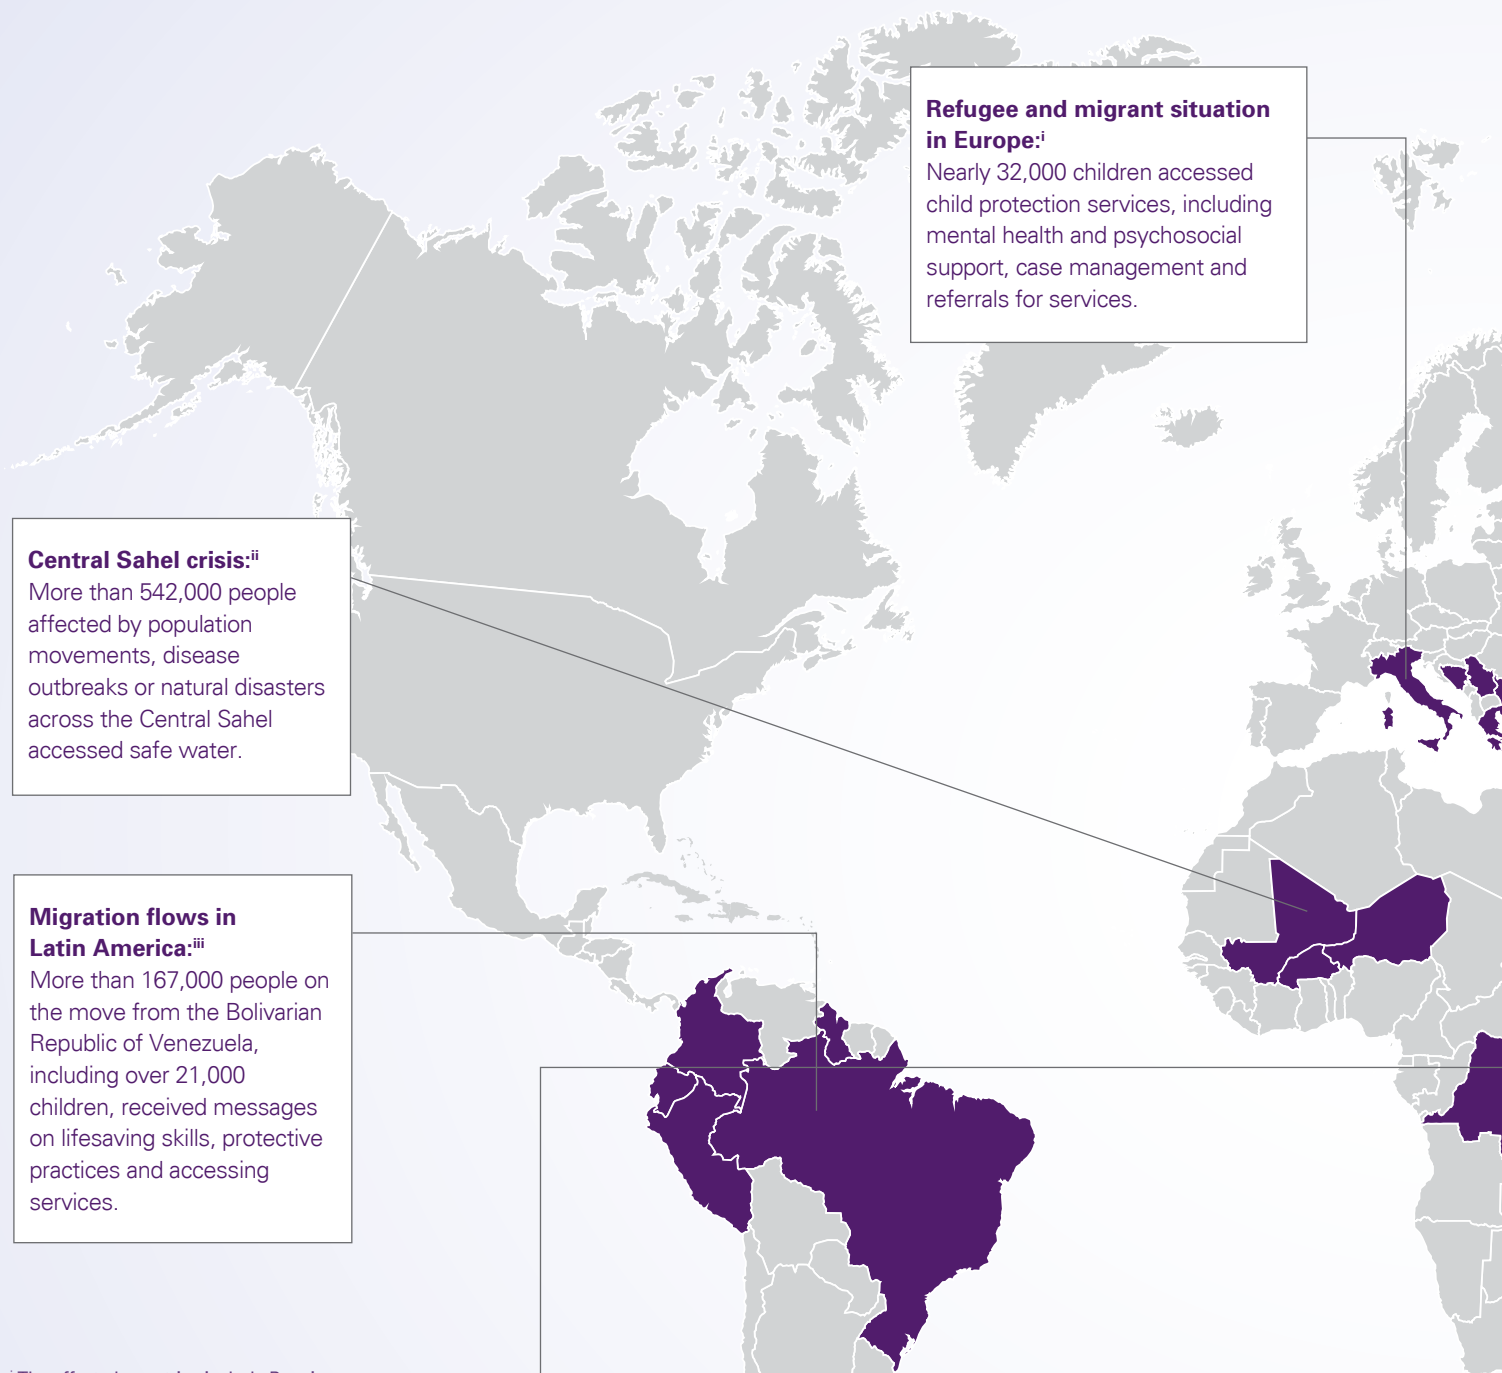 Refugee and migrant situation
in Europe:ⁱ
Nearly 32,000 children accessed
child protection services, including
mental health and psychosocial
support, case management and
referrals for services.
Central Sahel crisis:ⁱⁱ
More than 542,000 people
affected by population
movements, disease
outbreaks or natural disasters
across the Central Sahel
accessed safe water.
Migration flows in
Latin America:ⁱⁱⁱ
More than 167,000 people on
the move from the Bolivarian
Republic of Venezuela,
including over 21,000
children, received messages
on lifesaving skills, protective
practices and accessing
services.